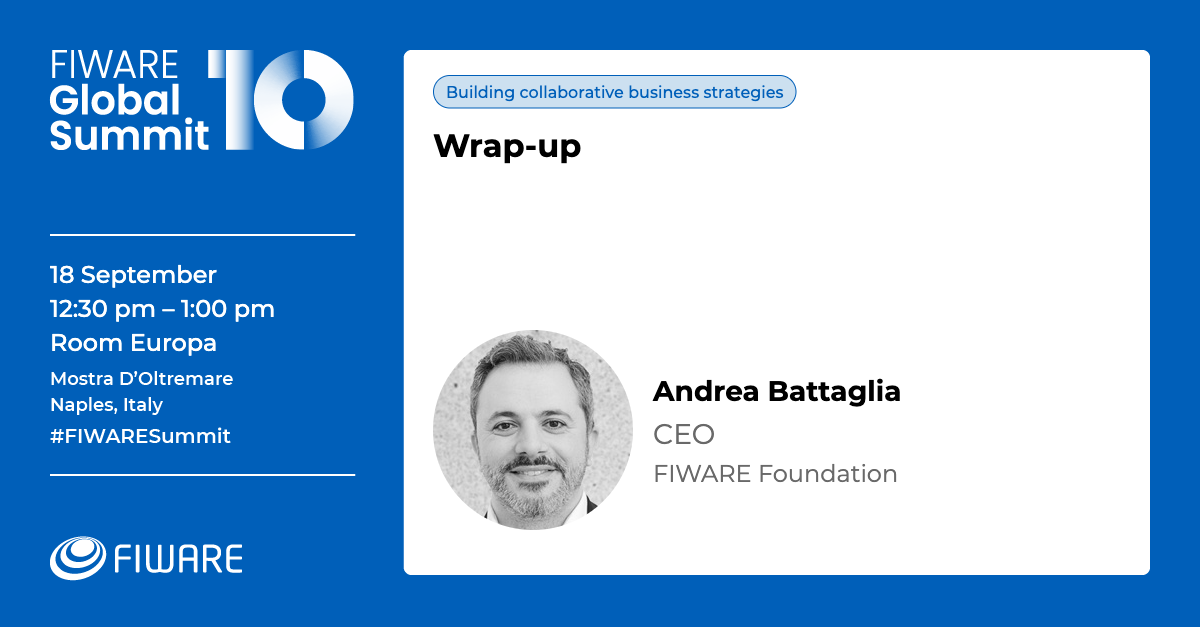 FIWARE
Global
Summit 10
18 September
12:30 pm – 1:00 pm
Room Europa
Mostra D’Oltremare
Naples, Italy
#FIWARESummit
FIWARE
Building collaborative business strategies
Wrap-up
Andrea Battaglia
CEO
FIWARE Foundation